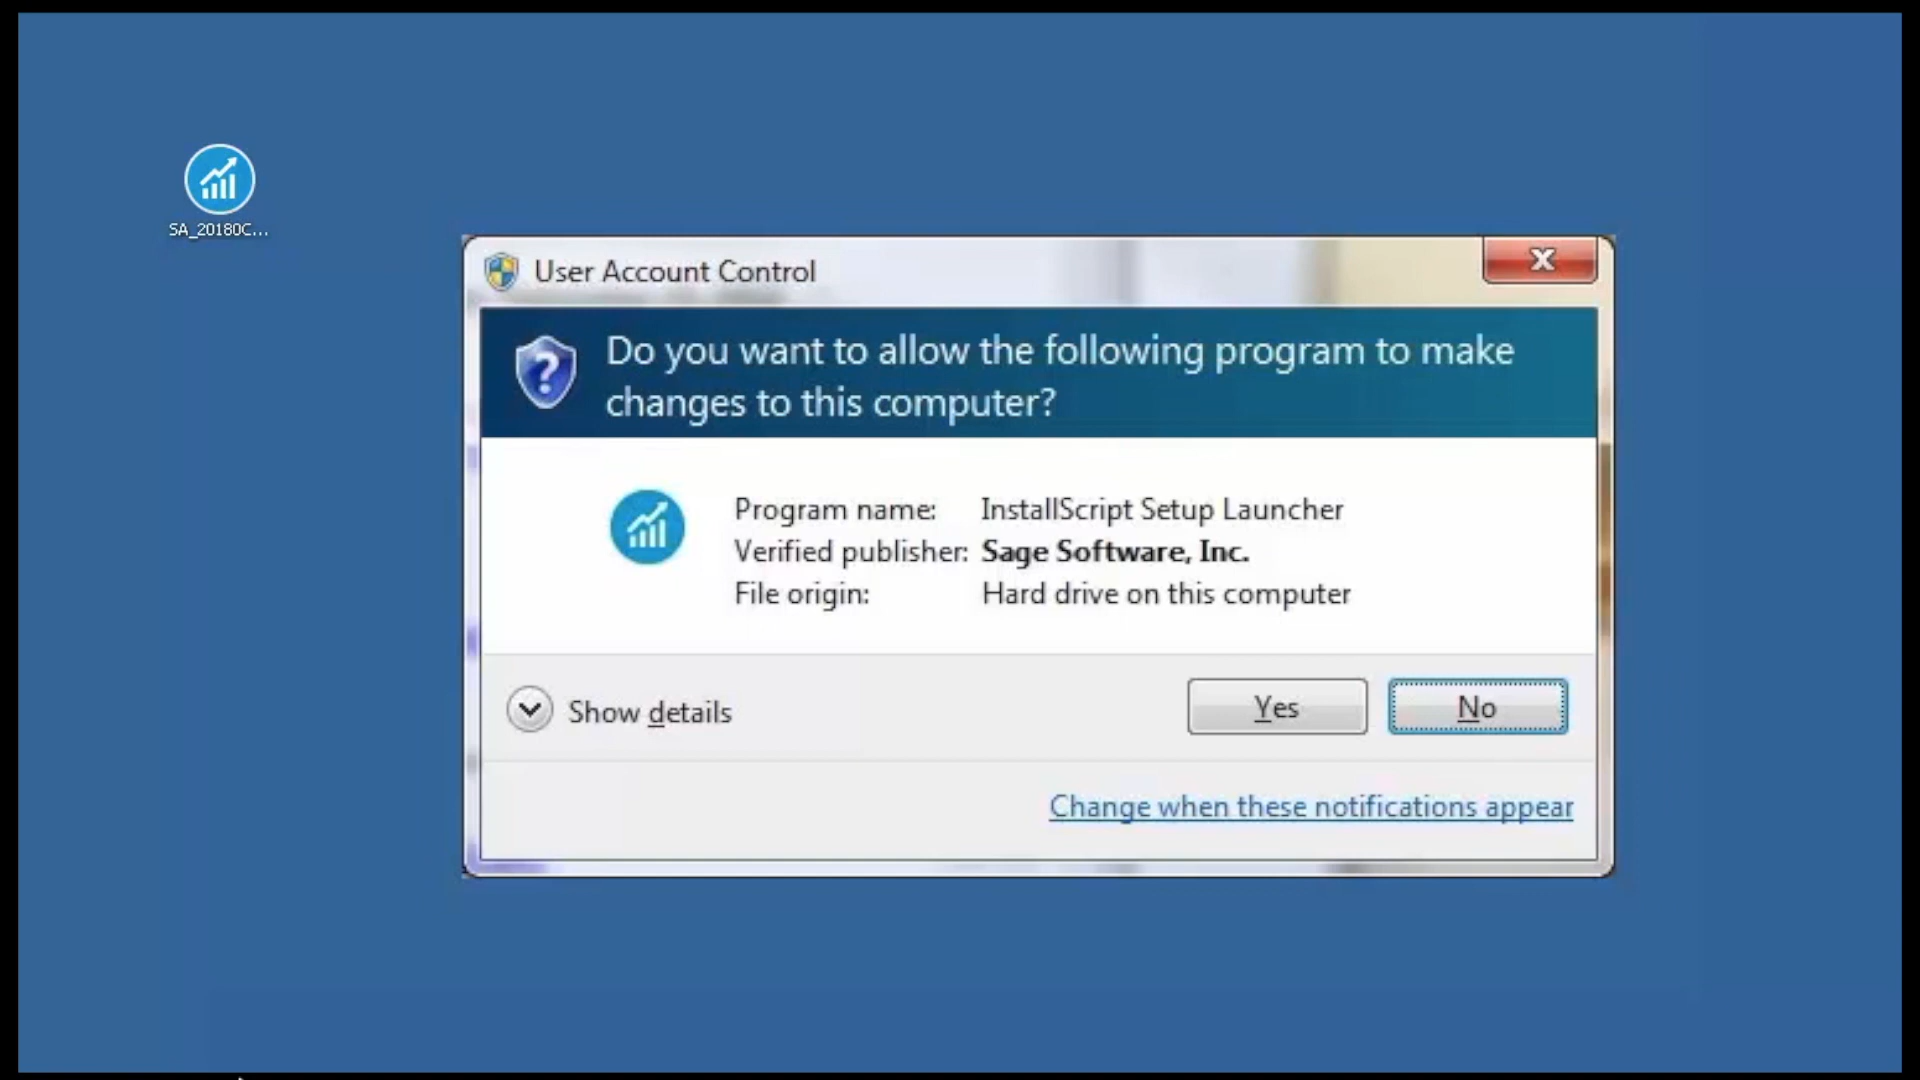 SA_20180C...
User Account Control
Do you want to allow the following program to make
changes to this computer?
Program name: InstallScript Setup Launcher
Verified publisher: Sage Software, Inc.
File origin: Hard drive on this computer
Show details
Yes
No
Change when these notifications appear